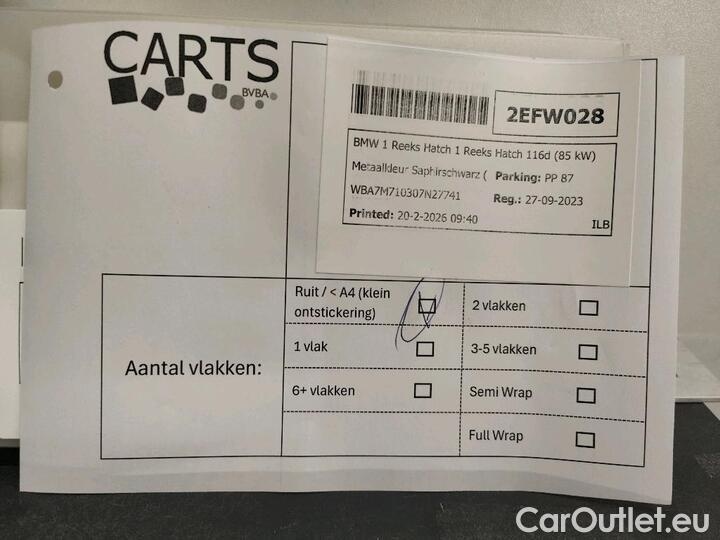 CARTS
BVBA
2EFW028
BMW 1 Reeks Hatch 1 Reeks Hatch 116d (85 kW)
Metaalkleur Saphirschwarz ( Parking: PP 87
WBA7M710307N27741 Reg.: 27-09-2023
Printed: 20-2-2026 09:40
ILB
Aantal vlakken:
Ruit / < A4 (klein
ontstickering)
2 vlakken
1 vlak
3-5 vlakken
6+ vlakken
Semi Wrap
Full Wrap
CarOutlet.eu